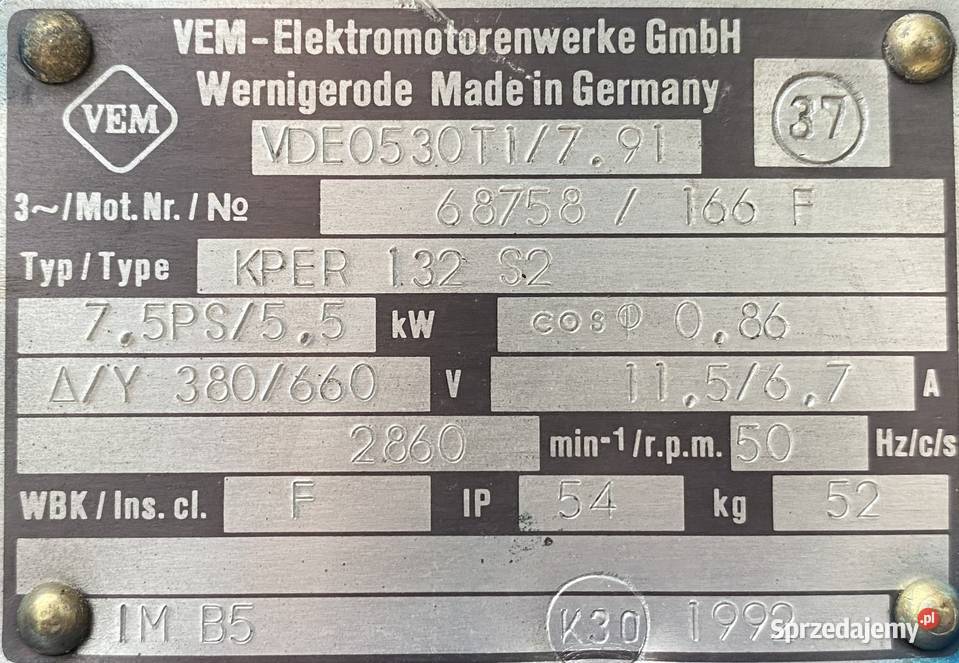 VEM-Elektromotorenwerke GmbH
Wernigerode Made in Germany
VEM
37
VDE0530T1/7.91
3~/Mot.Nr./No 68758 / 166 F
Typ/Type KPER 132 S2
7,5PS/5,5 kW cosφ 0,86
Δ/Y 380/660 V 11,5/6,7 A
2860 min-1/r.p.m. 50 Hz/c/s
WBK/Ins. cl. F IP 54 kg 52
IM B5 K30 1992
Sprzedajemy.pl